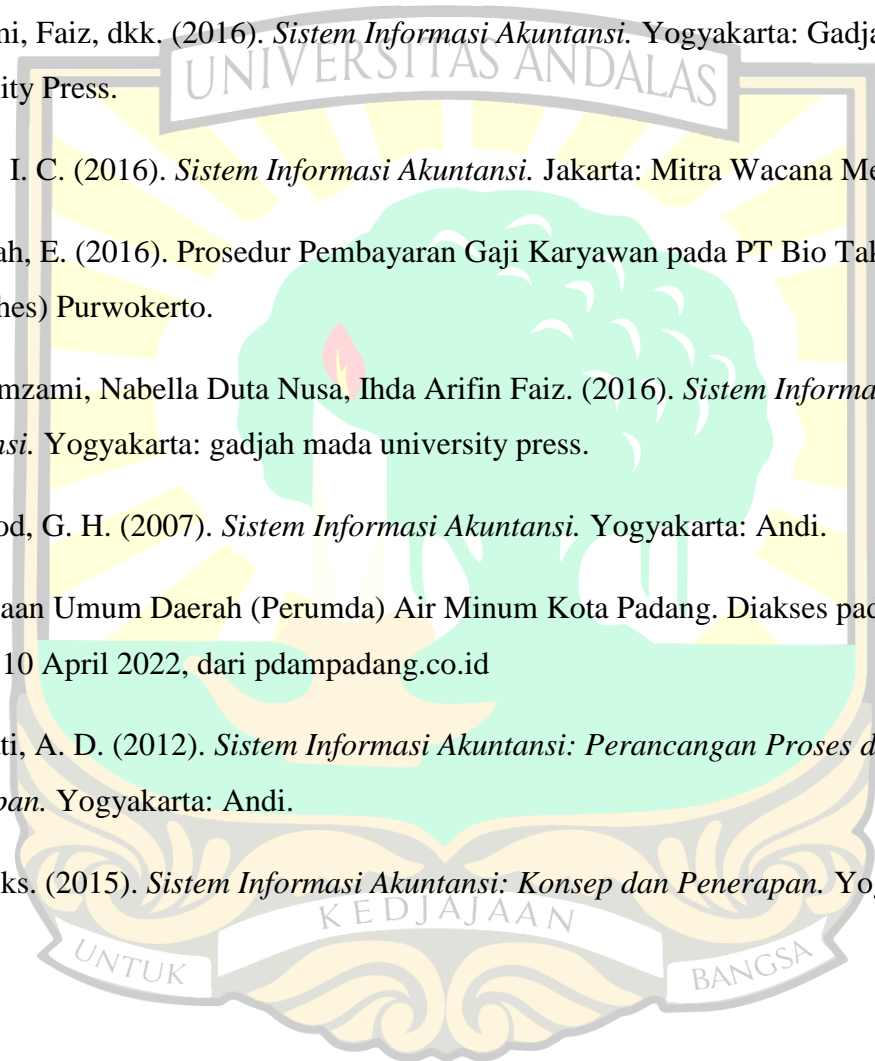 ni, Faiz, dkk. (2016). Sistem Informasi Akuntansi. Yogyakarta: Gadja
UNIVERSITAS ANDALAS
ity Press.
I. C. (2016). Sistem Informasi Akuntansi. Jakarta: Mitra Wacana Me
ah, E. (2016). Prosedur Pembayaran Gaji Karyawan pada PT Bio Tak
hes) Purwokerto.
mzami, Nabella Duta Nusa, Ihda Arifin Faiz. (2016). Sistem Informa
nsi. Yogyakarta: gadjah mada university press.
od, G. H. (2007). Sistem Informasi Akuntansi. Yogyakarta: Andi.
aan Umum Daerah (Perumda) Air Minum Kota Padang. Diakses pad
10 April 2022, dari pdampadang.co.id
ti, A. D. (2012). Sistem Informasi Akuntansi: Perancangan Proses d
pan. Yogyakarta: Andi.
ks. (2015). Sistem Informasi Akuntansi: Konsep dan Penerapan. Yog
UNTUK KEDJAJAAN BANGSA